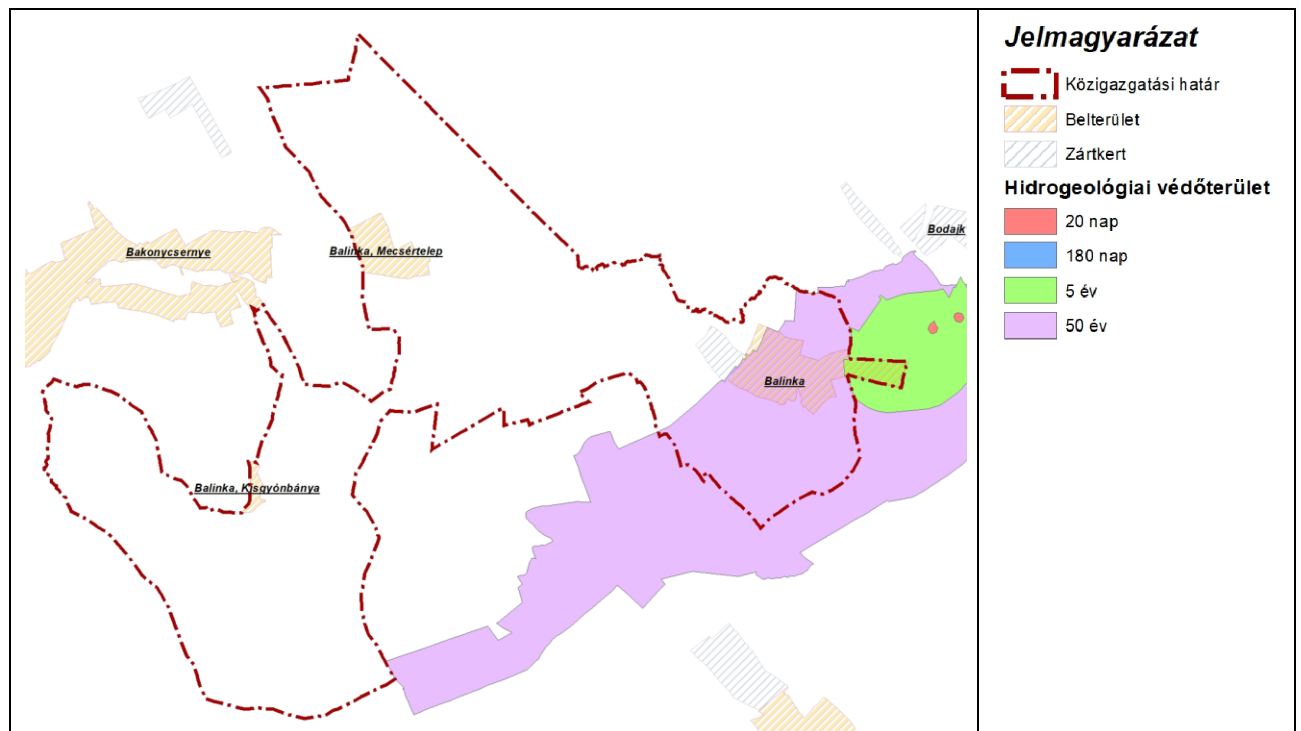 Jelmagyarázat
Közigazgatási határ
Belterület
Zártkert
Hidrogeológiai védőterület
20 nap
180 nap
5 év
50 év
Bodajk
Bakonycsernye
Balinka, Mecsértelep
Balinka
Balinka, Kisgyónbánya